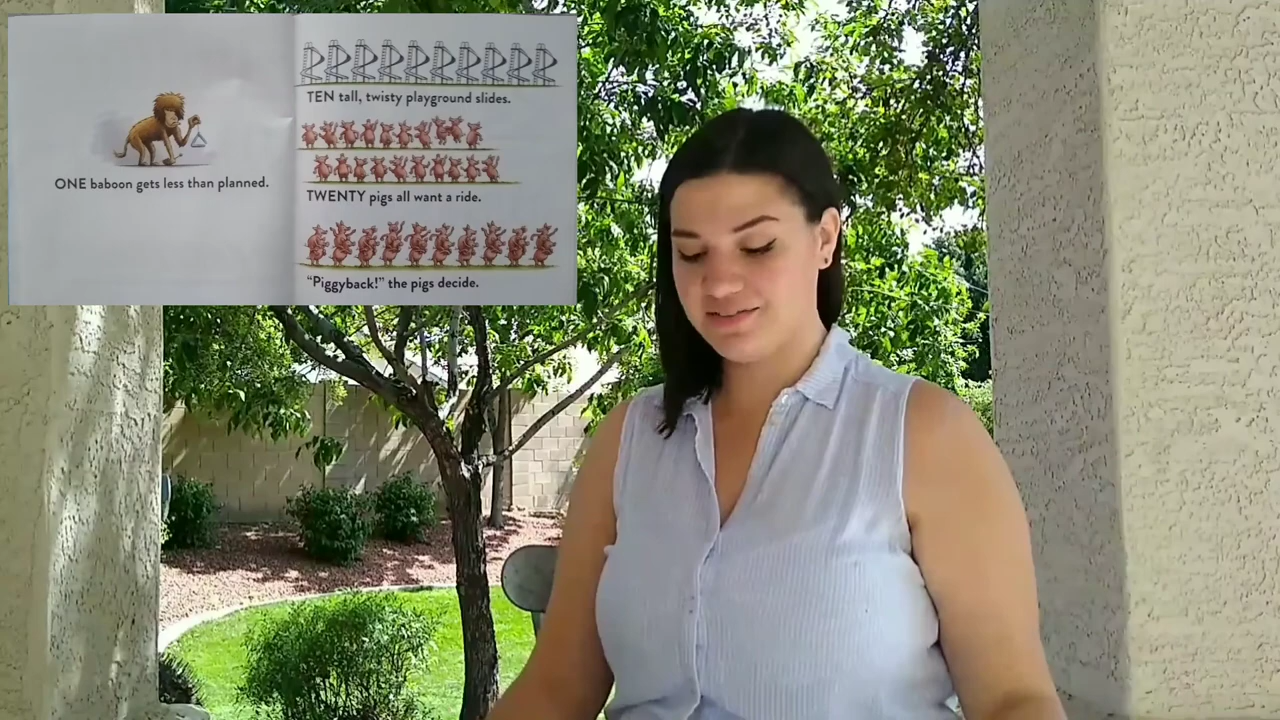 ONE baboon gets less than planned.
TEN tall, twisty playground slides.
TWENTY pigs all want a ride.
“Piggyback!” the pigs decide.